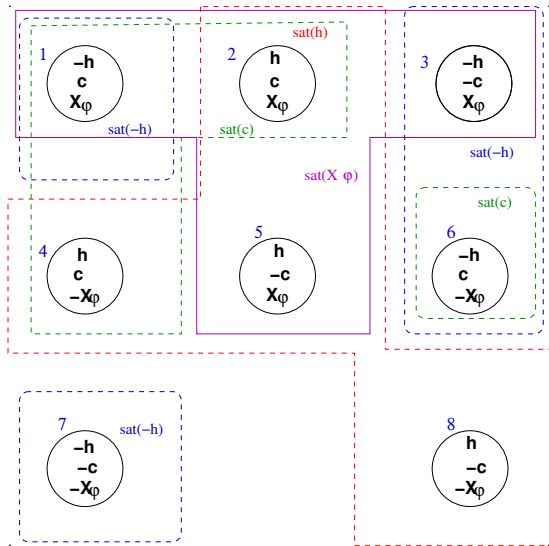 1
-h
c
Xφ
sat(-h)
2
h
c
Xφ
sat(h)
sat(c)
3
-h
-c
Xφ
sat(-h)
sat(X φ)
4
h
c
-Xφ
5
h
-c
Xφ
sat(c)
6
-h
c
-Xφ
7
-h
-c
-Xφ
sat(-h)
8
h
-c
-Xφ